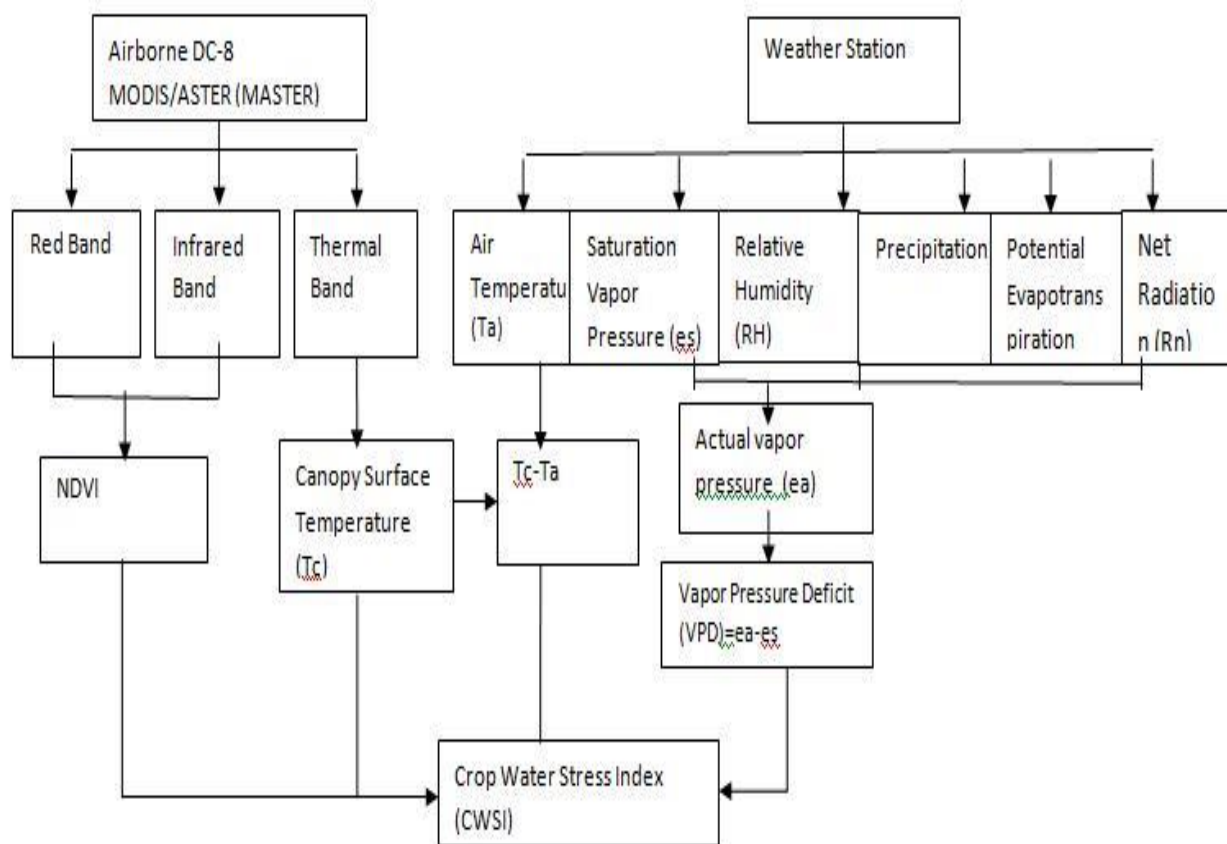 Airborne DC-8
MODIS/ASTER (MASTER)
Weather Station
Red Band
Infrared
Band
Thermal
Band
Air
Temperatu
(Ta)
Saturation
Vapor
Pressure (es)
Relative
Humidity
(RH)
Precipitation
Potential
Evapotrans
piration
Net
Radiatio
n (Rn)
NDVI
Canopy Surface
Temperature
(Tc)
Tc-Ta
Actual vapor
pressure (ea)
Vapor Pressure Deficit
(VPD)=ea-es
Crop Water Stress Index
(CWSI)